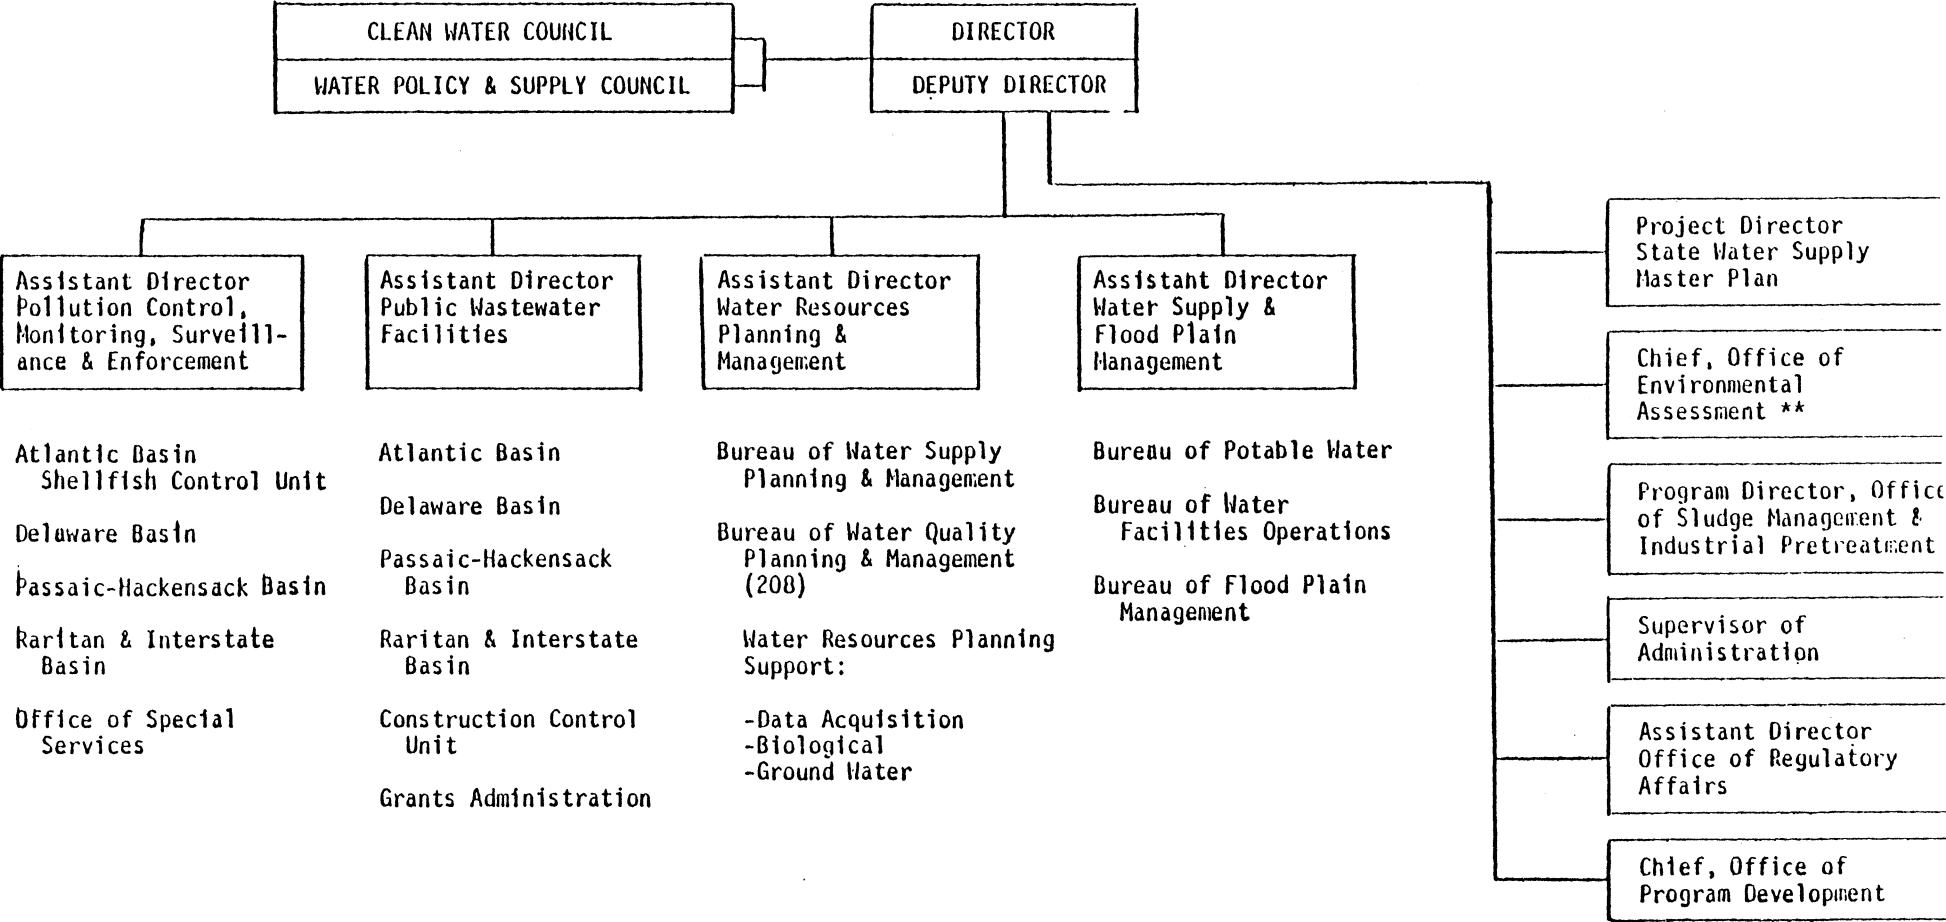 CLEAN WATER COUNCIL
WATER POLICY & SUPPLY COUNCIL
DIRECTOR
DEPUTY DIRECTOR
Assistant Director
Pollution Control,
Monitoring, Surveill-
ance & Enforcement
Atlantic Basin
Shellfish Control Unit
Delaware Basin
Passaic-Hackensack Basin
Raritan & Interstate
Basin
Office of Special
Services
Assistant Director
Public Wastewater
Facilities
Atlantic Basin
Delaware Basin
Passaic-Hackensack
Basin
Raritan & Interstate
Basin
Construction Control
Unit
Grants Administration
Assistant Director
Water Resources
Planning &
Management
Bureau of Water Supply
Planning & Management
Bureau of Water Quality
Planning & Management
(208)
Water Resources Planning
Support:
-Data Acquisition
-Biological
-Ground Water
Assistant Director
Water Supply &
Flood Plain
Management
Bureau of Potable Water
Bureau of Water
Facilities Operations
Bureau of Flood Plain
Management
Project Director
State Water Supply
Master Plan
Chief, Office of
Environmental
Assessment **
Program Director, Office
of Sludge Management &
Industrial Pretreatment
Supervisor of
Administration
Assistant Director
Office of Regulatory
Affairs
Chief, Office of
Program Development